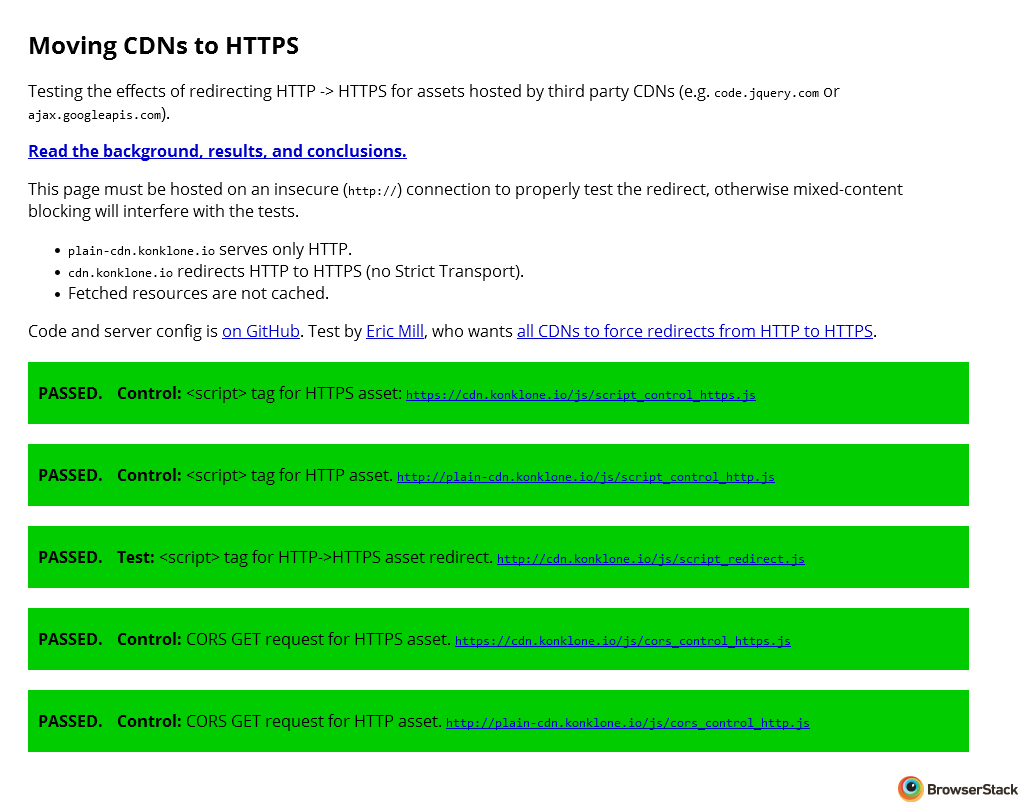 Moving CDNs to HTTPS
Testing the effects of redirecting HTTP -> HTTPS for assets hosted by third party CDNs (e.g. code.jquery.com or
ajax.googleapis.com).
Read the background, results, and conclusions.
This page must be hosted on an insecure (http://) connection to properly test the redirect, otherwise mixed-content
blocking will interfere with the tests.
• plain-cdn.konklone.io serves only HTTP.
• cdn.konklone.io redirects HTTP to HTTPS (no Strict Transport).
• Fetched resources are not cached.
Code and server config is on GitHub. Test by Eric Mill, who wants all CDNs to force redirects from HTTP to HTTPS.
PASSED. Control: <script> tag for HTTPS asset: https://cdn.konklone.io/js/script_control_https.js
PASSED. Control: <script> tag for HTTP asset. http://plain-cdn.konklone.io/js/script_control_http.js
PASSED. Test: <script> tag for HTTP->HTTPS asset redirect. http://cdn.konklone.io/js/script_redirect.js
PASSED. Control: CORS GET request for HTTPS asset. https://cdn.konklone.io/js/cors_control_https.js
PASSED. Control: CORS GET request for HTTP asset. http://plain-cdn.konklone.io/js/cors_control_http.js
BrowserStack